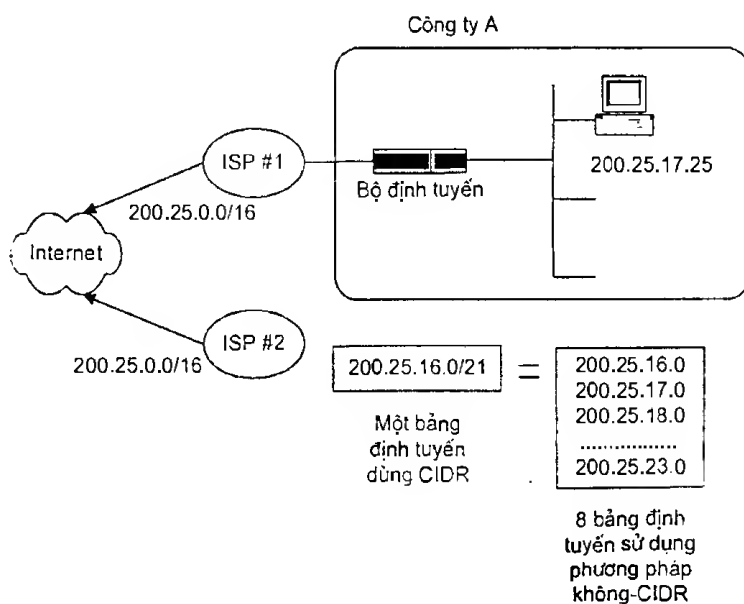 Công ty A
ISP #1
Bộ định tuyến
200.25.17.25
200.25.0.0/16
Internet
ISP #2
200.25.0.0/16
200.25.16.0/21
=
200.25.16.0
200.25.17.0
200.25.18.0
..................
200.25.23.0
Một bảng
định tuyến
dùng CIDR
8 bảng định
tuyến sử dụng
phương pháp
không-CIDR